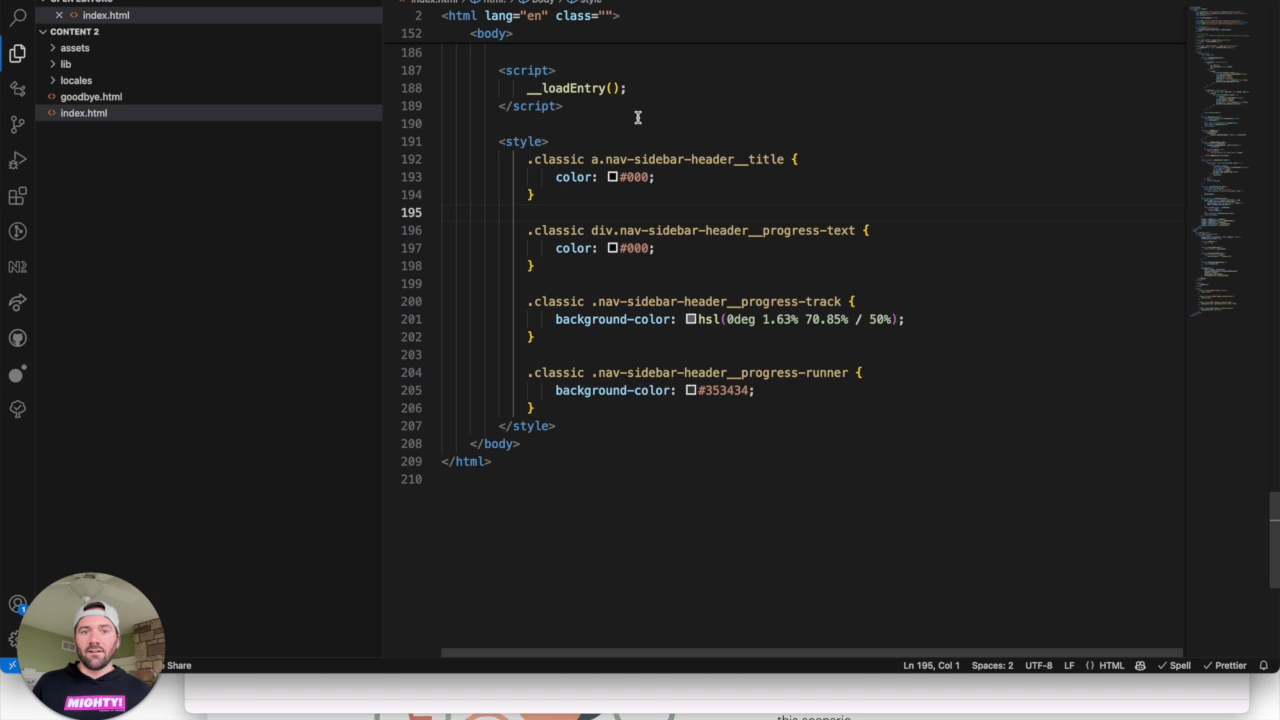 OPEN EDITORS
index.html
CONTENT 2
assets
lib
locales
goodbye.html
index.html
index.html > html > body > style
2 <html lang="en" class="">
152 <body>
186
187 <script>
188 __loadEntry();
189 </script>
190
191 <style>
192 .classic a.nav-sidebar-header__title {
193 color: #000;
194 }
195
196 .classic div.nav-sidebar-header__progress-text {
197 color: #000;
198 }
199
200 .classic .nav-sidebar-header__progress-track {
201 background-color: hsl(0deg 1.63% 70.85% / 50%);
202 }
203
204 .classic .nav-sidebar-header__progress-runner {
205 background-color: #353434;
206 }
207 </style>
208 </body>
209 </html>
210
1
MIGHTY!
Share
Ln 195, Col 1 Spaces: 2 UTF-8 LF {} HTML Spell Prettier
this scenario